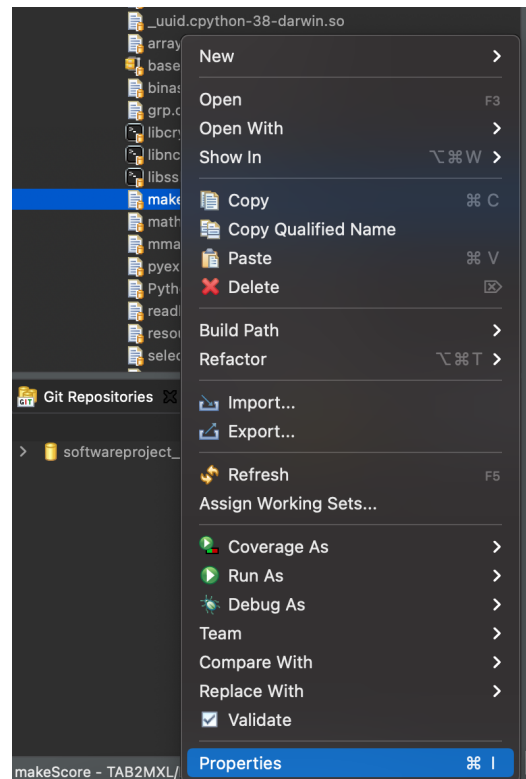 _uuid.cpython-38-darwin.so
array
base
binas
grp.c
libcry
libnc
libss
make
math
mma
pyex
Pyth
readl
resou
selec
New
Open F3
Open With
Show In ⌥⌘W
Copy ⌘ C
Copy Qualified Name
Paste ⌘ V
Delete ⌦
Build Path
Refactor ⌥⌘T
Import...
Export...
Refresh F5
Assign Working Sets...
Coverage As
Run As
Debug As
Team
Compare With
Replace With
Validate
Properties ⌘ I
GIT Git Repositories
softwareproject_
makeScore - TAB2MXL/